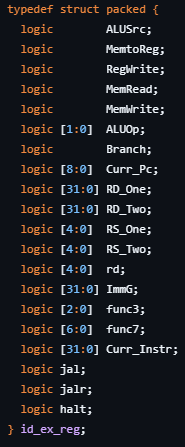 typedef struct packed {
logic ALUSrc;
logic MemtoReg;
logic RegWrite;
logic MemRead;
logic MemWrite;
logic [1:0] ALUOp;
logic Branch;
logic [8:0] Curr_Pc;
logic [31:0] RD_One;
logic [31:0] RD_Two;
logic [4:0] RS_One;
logic [4:0] RS_Two;
logic [4:0] rd;
logic [31:0] ImmG;
logic [2:0] func3;
logic [6:0] func7;
logic [31:0] Curr_Instr;
logic jal;
logic jalr;
logic halt;
} id_ex_reg;